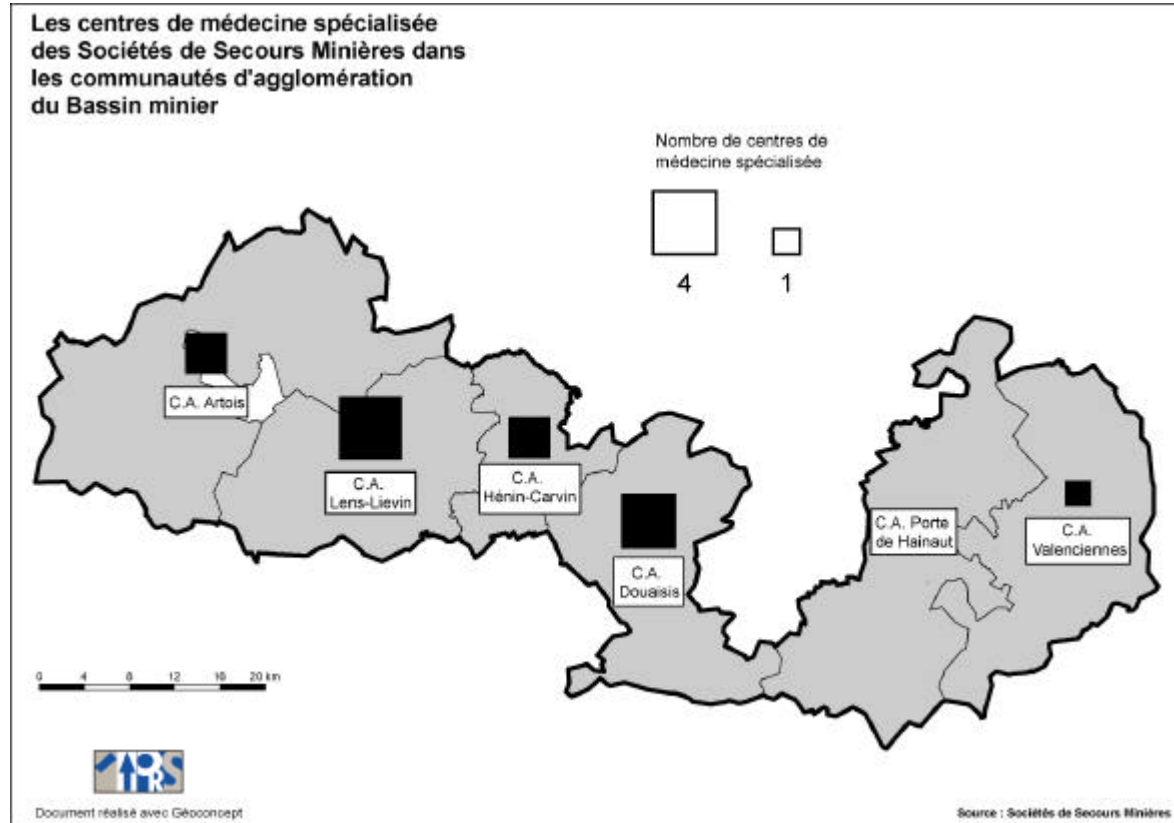 Les centres de médecine spécialisée
des Sociétés de Secours Minières dans
les communautés d'agglomération
du Bassin minier
Nombre de centres de
médecine spécialisée
4
1
C.A. Artois
C.A.
Lens-Lievin
C.A.
Hénin-Carvin
C.A.
Douaisis
C.A. Porte
de Hainaut
C.A.
Valenciennes
0 4 8 12 16 20 km
ORS
Document réalisé avec Géoconcept
Source : Sociétés de Secours Minières